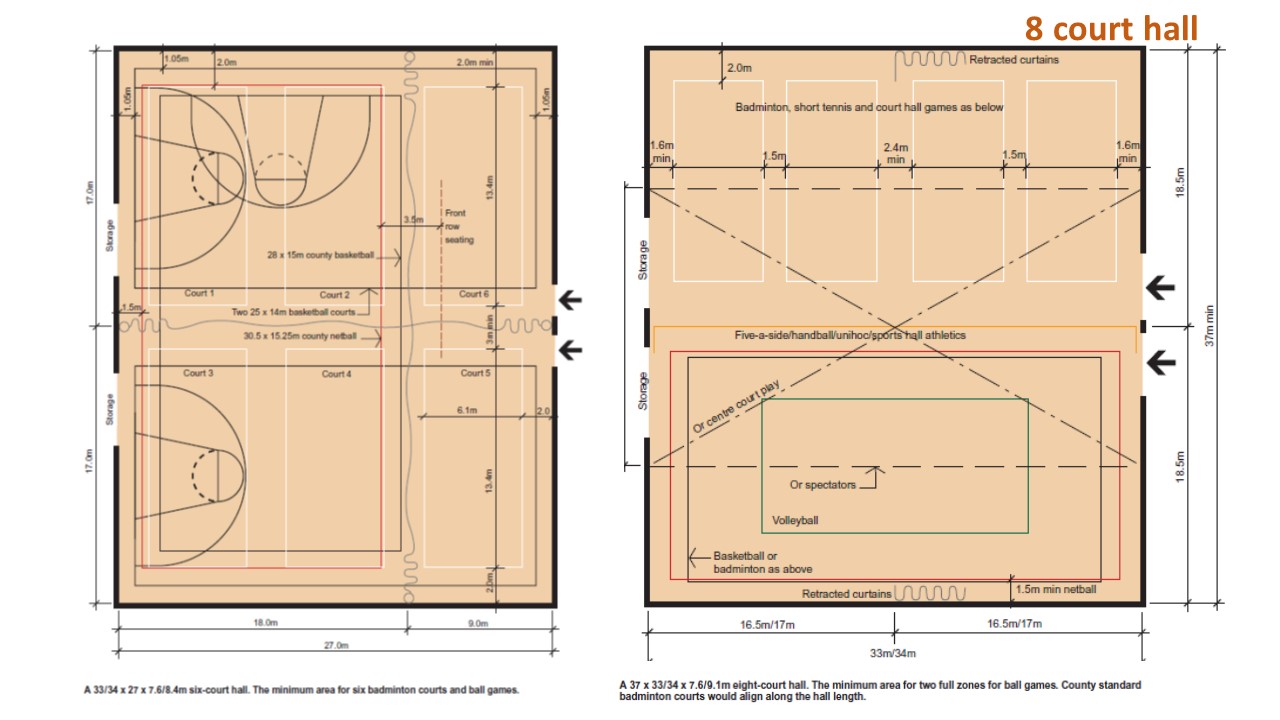 8 court hall
1.05m
2.0m
2.0m min
1.05m
1.05m
17.0m
13.4m
3.5m
Front
row
seating
Storage
28 x 15m county basketball
Court 1
Court 2
Court 6
1.5m
Two 25 x 14m basketball courts
30.5 x 15.25m county netball
3m min
Court 3
Court 4
Court 5
Storage
6.1m
2.0
17.0m
13.4m
2.0m
18.0m
9.0m
27.0m
A 33/34 x 27 x 7.6/8.4m six-court hall. The minimum area for six badminton courts and ball games.
Retracted curtains
2.0m
Badminton, short tennis and court hall games as below
1.6m
min
1.5m
2.4m
min
1.5m
1.6m
min
18.5m
Storage
37m min
Five-a-side/handball/unihoc/sports hall athletics
Storage
Or centre court play
18.5m
Or spectators
Volleyball
Basketball or
badminton as above
Retracted curtains
1.5m min netball
16.5m/17m
16.5m/17m
33m/34m
A 37 x 33/34 x 7.6/9.1m eight-court hall. The minimum area for two full zones for ball games. County standard
badminton courts would align along the hall length.